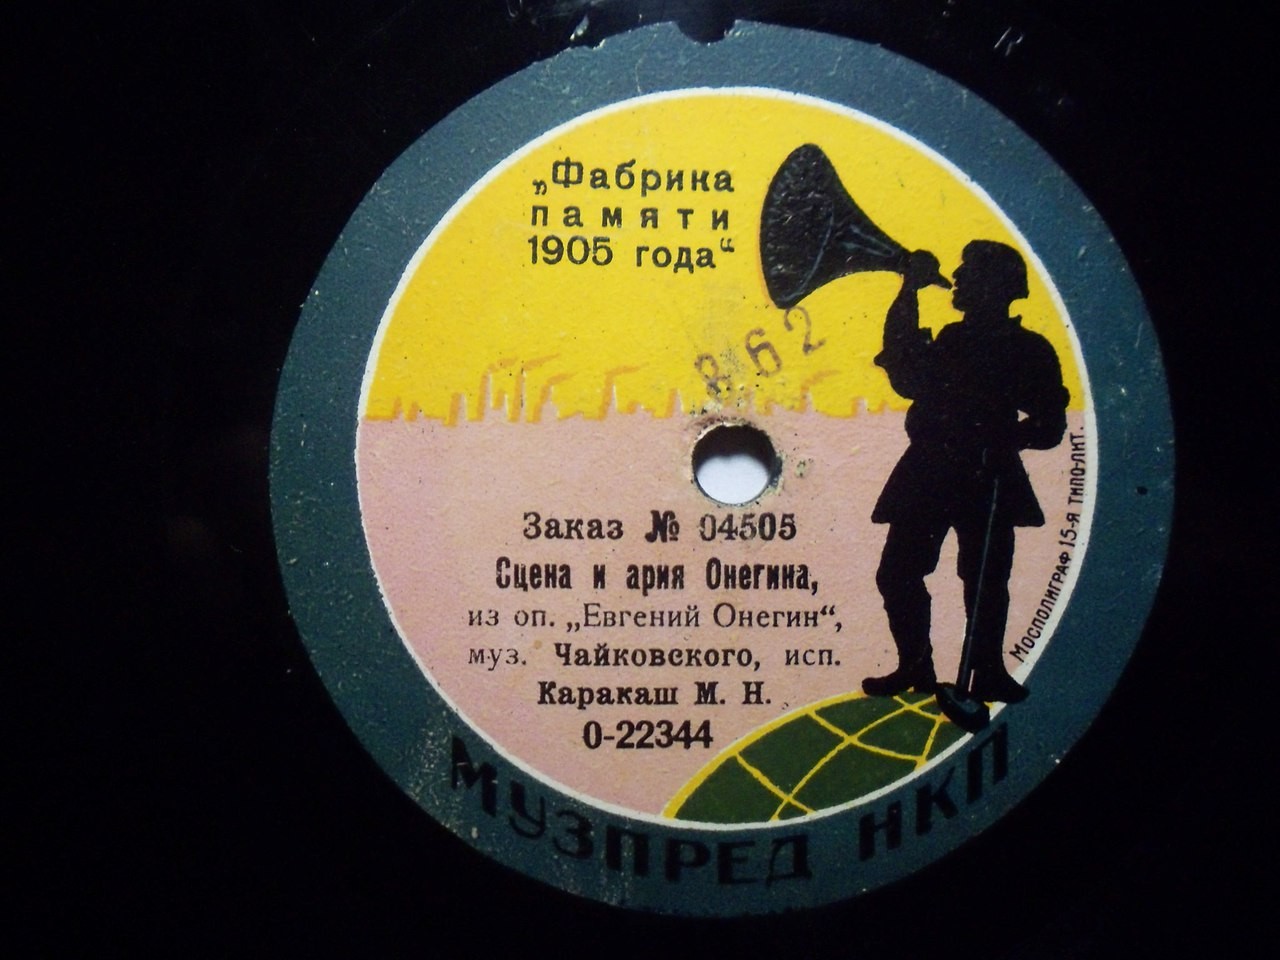 „Фабрика
памяти
1905 года“
862
Заказ № 04505
Сцена и ария Онегина,
из оп. „Евгений Онегин“,
муз. Чайковского, исп.
Каракаш М. Н.
0-22344
МОСПОЛИГРАФ 15-я ТИПО-ЛИТ.
МУЗПРЕД НКП